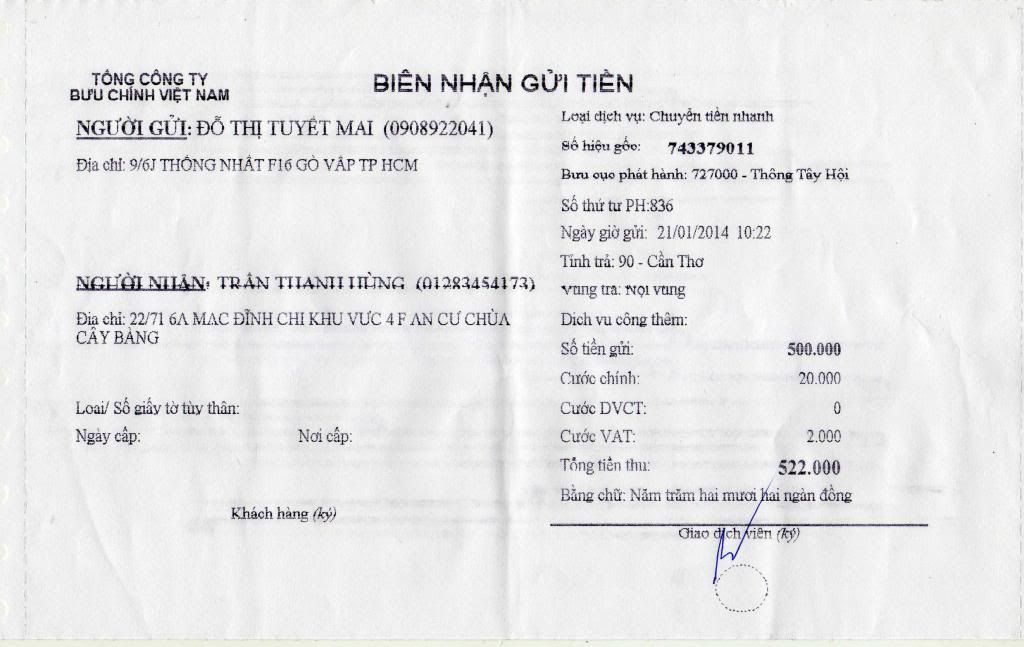 TỔNG CÔNG TY
BƯU CHÍNH VIỆT NAM
BIÊN NHẬN GỬI TIỀN
NGƯỜI GỬI: ĐỖ THỊ TUYẾT MAI (0908922041)
Địa chỉ: 9/6J THỐNG NHẤT F16 GÒ VẤP TP HCM
NGƯỜI NHẬN: TRẦN THANH HÙNG (01283454173)
Địa chỉ: 22/71 6A MAC ĐĨNH CHI KHU VƯC 4 F AN CƯ CHÙA
CÂY BÀNG
Loại/ Số giấy tờ tùy thân:
Ngày cấp: Nơi cấp:
Khách hàng (ký)
Loại dịch vụ: Chuyển tiền nhanh
Số hiệu gốc: 743379011
Bưu cục phát hành: 727000 - Thông Tây Hội
Số thứ tự PH:836
Ngày giờ gửi: 21/01/2014 10:22
Tỉnh trả: 90 - Cần Thơ
Vùng trả: Nội vùng
Dịch vụ cộng thêm:
Số tiền gửi: 500.000
Cước chính: 20.000
Cước DVCT: 0
Cước VAT: 2.000
Tổng tiền thu: 522.000
Bằng chữ: Năm trăm hai mươi hai ngàn đồng
Giao dịch viên (ký)